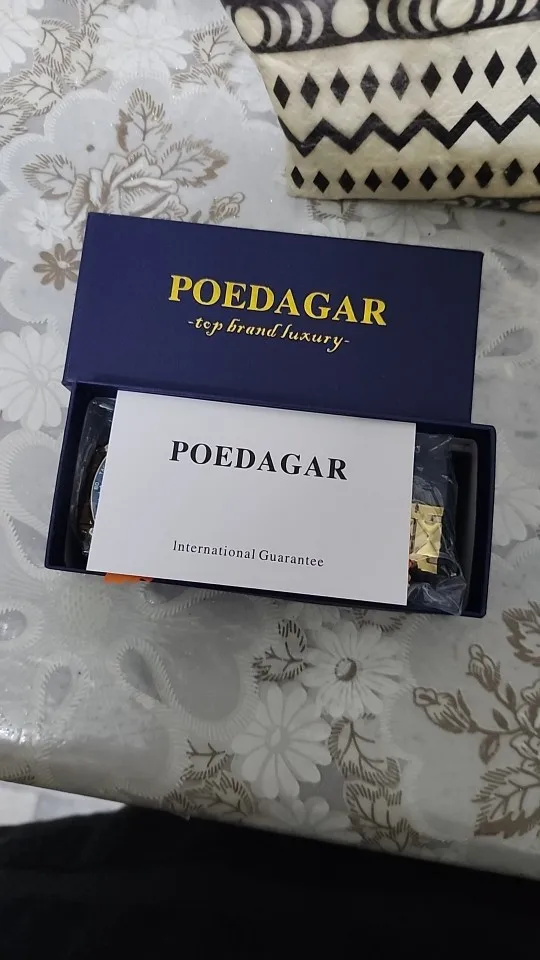 POEDAGAR
-top brand luxury-
POEDAGAR
International Guarantee